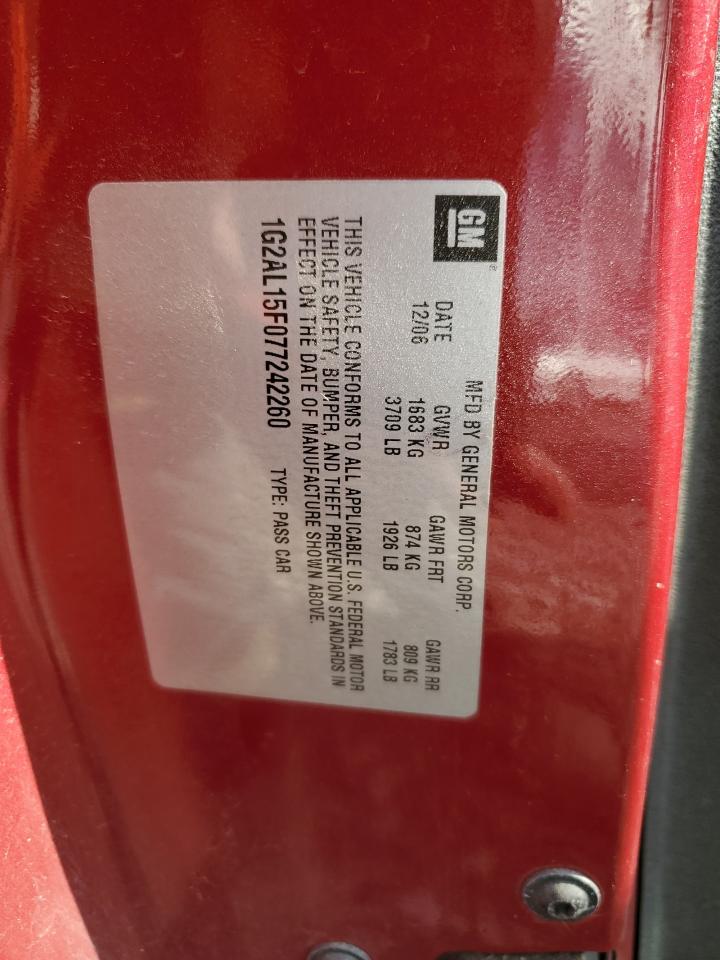 GM
®
MFD BY GENERAL MOTORS CORP.
DATE GVWR GAWR FRT GAWR RR
12/06 1683 KG 874 KG 809 KG
3709 LB 1926 LB 1783 LB
THIS VEHICLE CONFORMS TO ALL APPLICABLE U.S. FEDERAL MOTOR
VEHICLE SAFETY, BUMPER, AND THEFT PREVENTION STANDARDS IN
EFFECT ON THE DATE OF MANUFACTURE SHOWN ABOVE.
1G2AL15F077242260 TYPE: PASS CAR